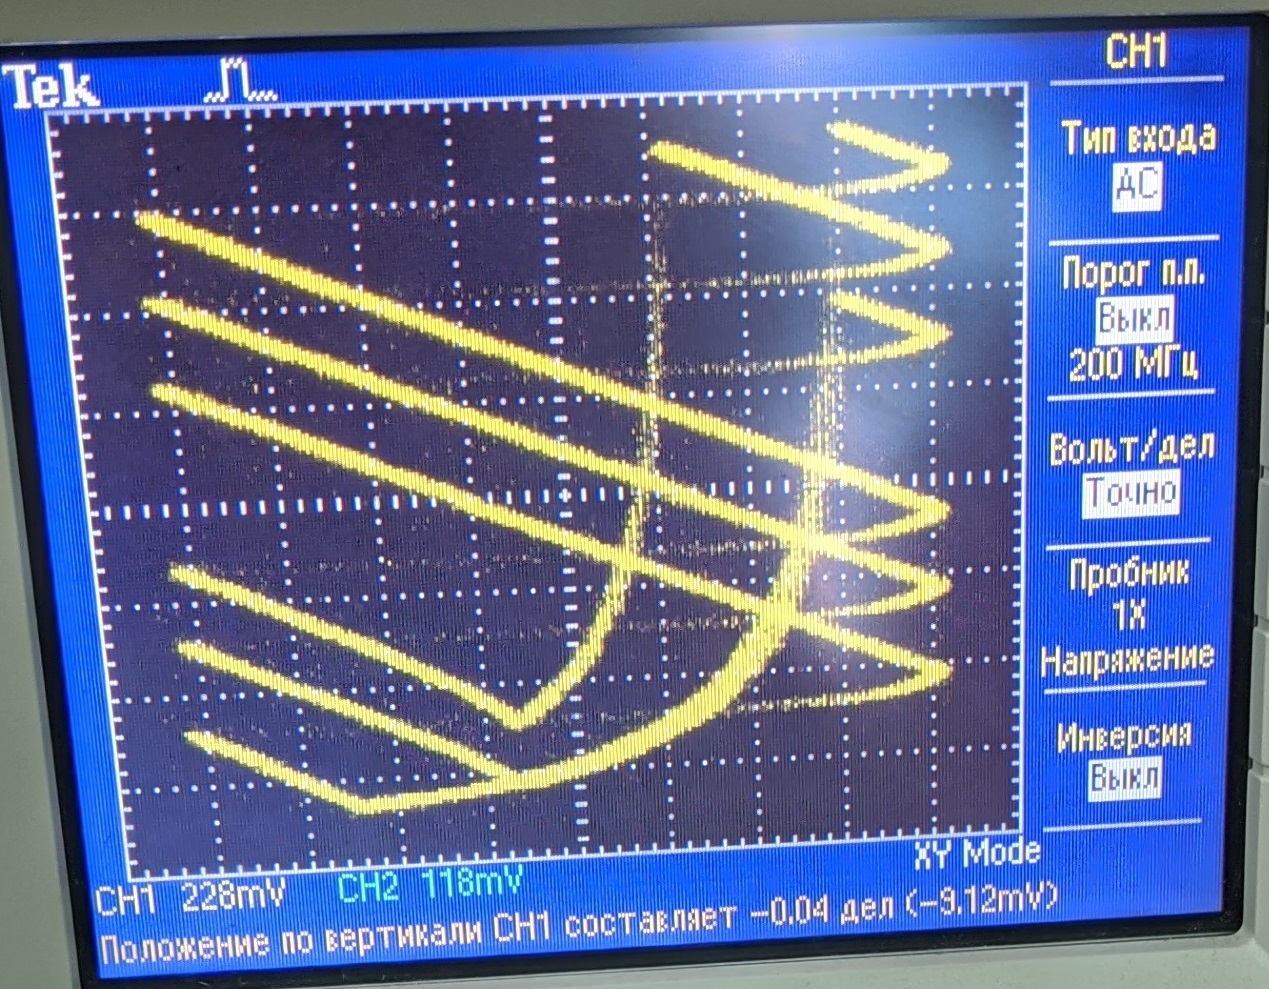 Tek
CH1
Тип входа
AC
Порог п.п.
Выкл
200 МГц
Вольт/дел
Точно
Пробник
1X
Напряжение
Инверсия
Выкл
XY Mode
CH1 228mV CH2 118mV
Положение по вертикали CH1 составляет -0.04 дел (-9.12mV)